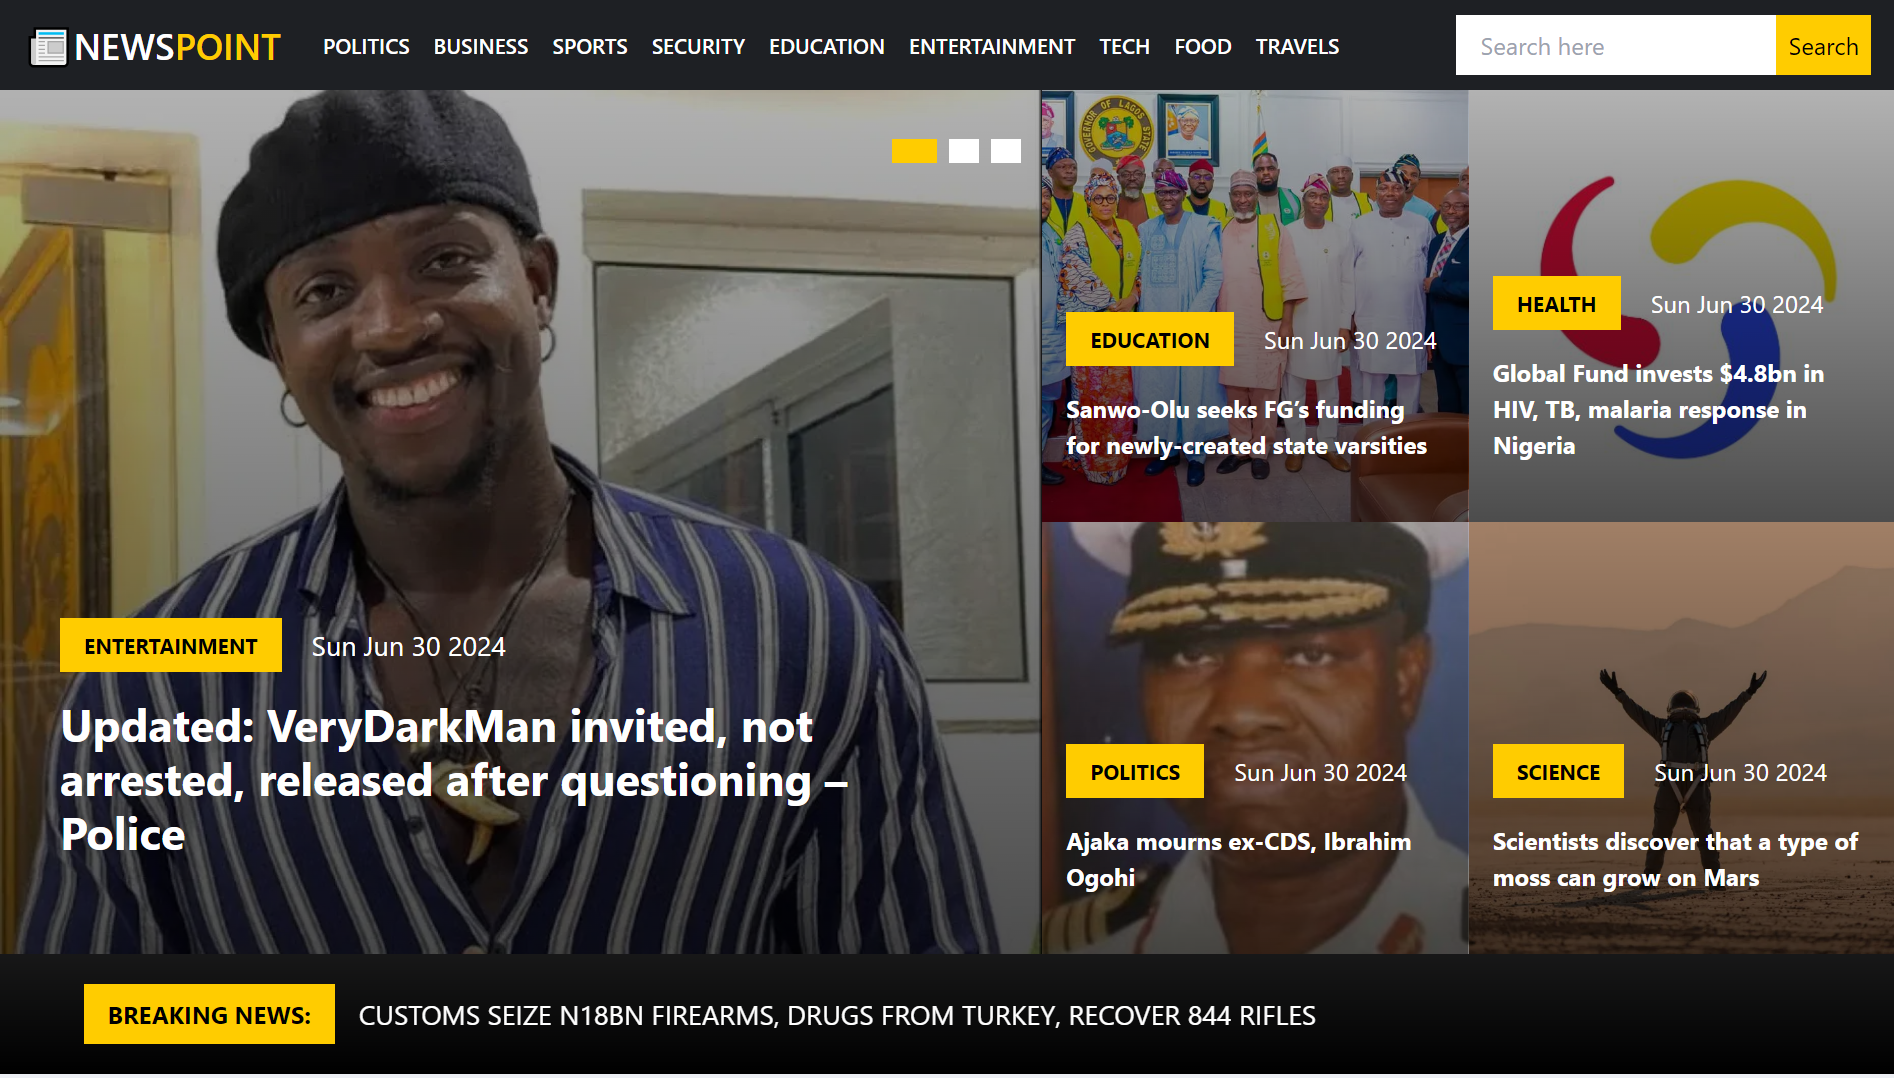 NEWSPOINT
POLITICS BUSINESS SPORTS SECURITY EDUCATION ENTERTAINMENT TECH FOOD TRAVELS
Search here
Search
ENTERTAINMENT
Sun Jun 30 2024
Updated: VeryDarkMan invited, not
arrested, released after questioning –
Police
GOVERNOR OF LAGOS STATE
EDUCATION
Sun Jun 30 2024
Sanwo-Olu seeks FG’s funding
for newly-created state varsities
HEALTH
Sun Jun 30 2024
Global Fund invests $4.8bn in
HIV, TB, malaria response in
Nigeria
POLITICS
Sun Jun 30 2024
Ajaka mourns ex-CDS, Ibrahim
Ogohi
SCIENCE
Sun Jun 30 2024
Scientists discover that a type of
moss can grow on Mars
BREAKING NEWS:
CUSTOMS SEIZE N18BN FIREARMS, DRUGS FROM TURKEY, RECOVER 844 RIFLES